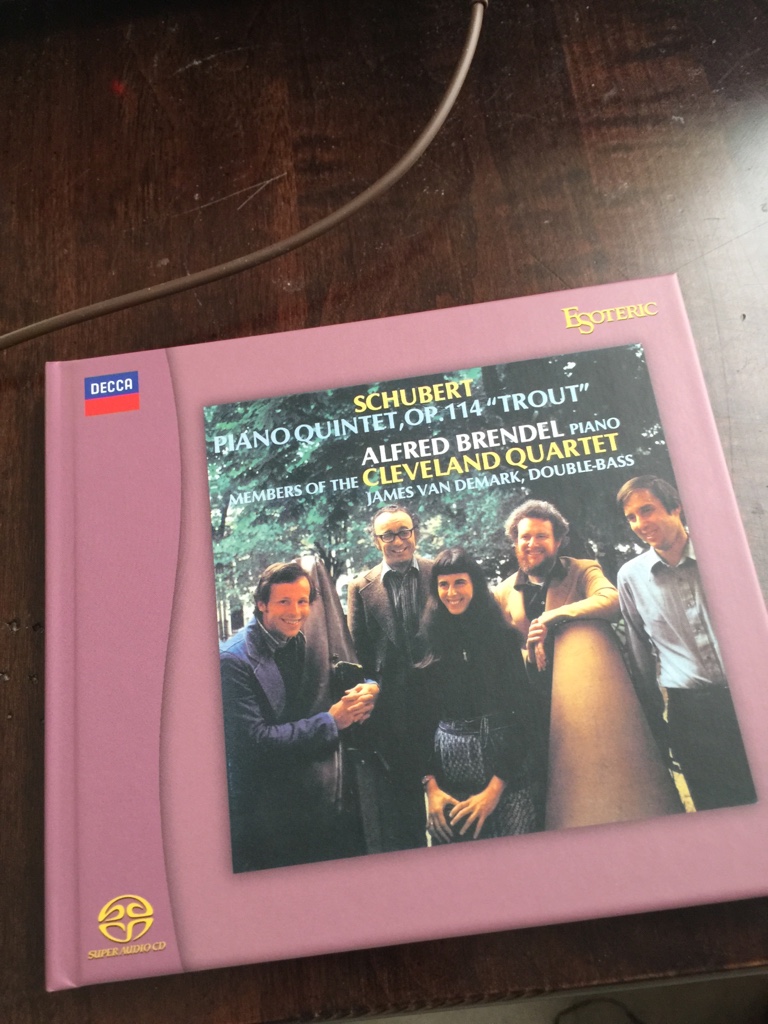 ESOTERIC
DECCA
SCHUBERT
PIANO QUINTET, OP. 114 "TROUT"
ALFRED BRENDEL PIANO
MEMBERS OF THE CLEVELAND QUARTET
JAMES VAN DEMARK, DOUBLE-BASS
SUPER AUDIO CD